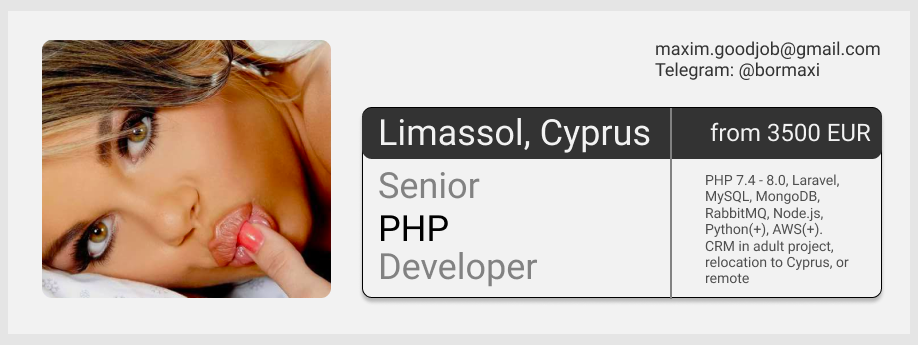 maxim.goodjob@gmail.com
Telegram: @bormaxi
Limassol, Cyprus
from 3500 EUR
Senior
PHP
Developer
PHP 7.4 - 8.0, Laravel,
MySQL, MongoDB,
RabbitMQ, Node.js,
Python(+), AWS(+).
CRM in adult project,
relocation to Cyprus, or
remote